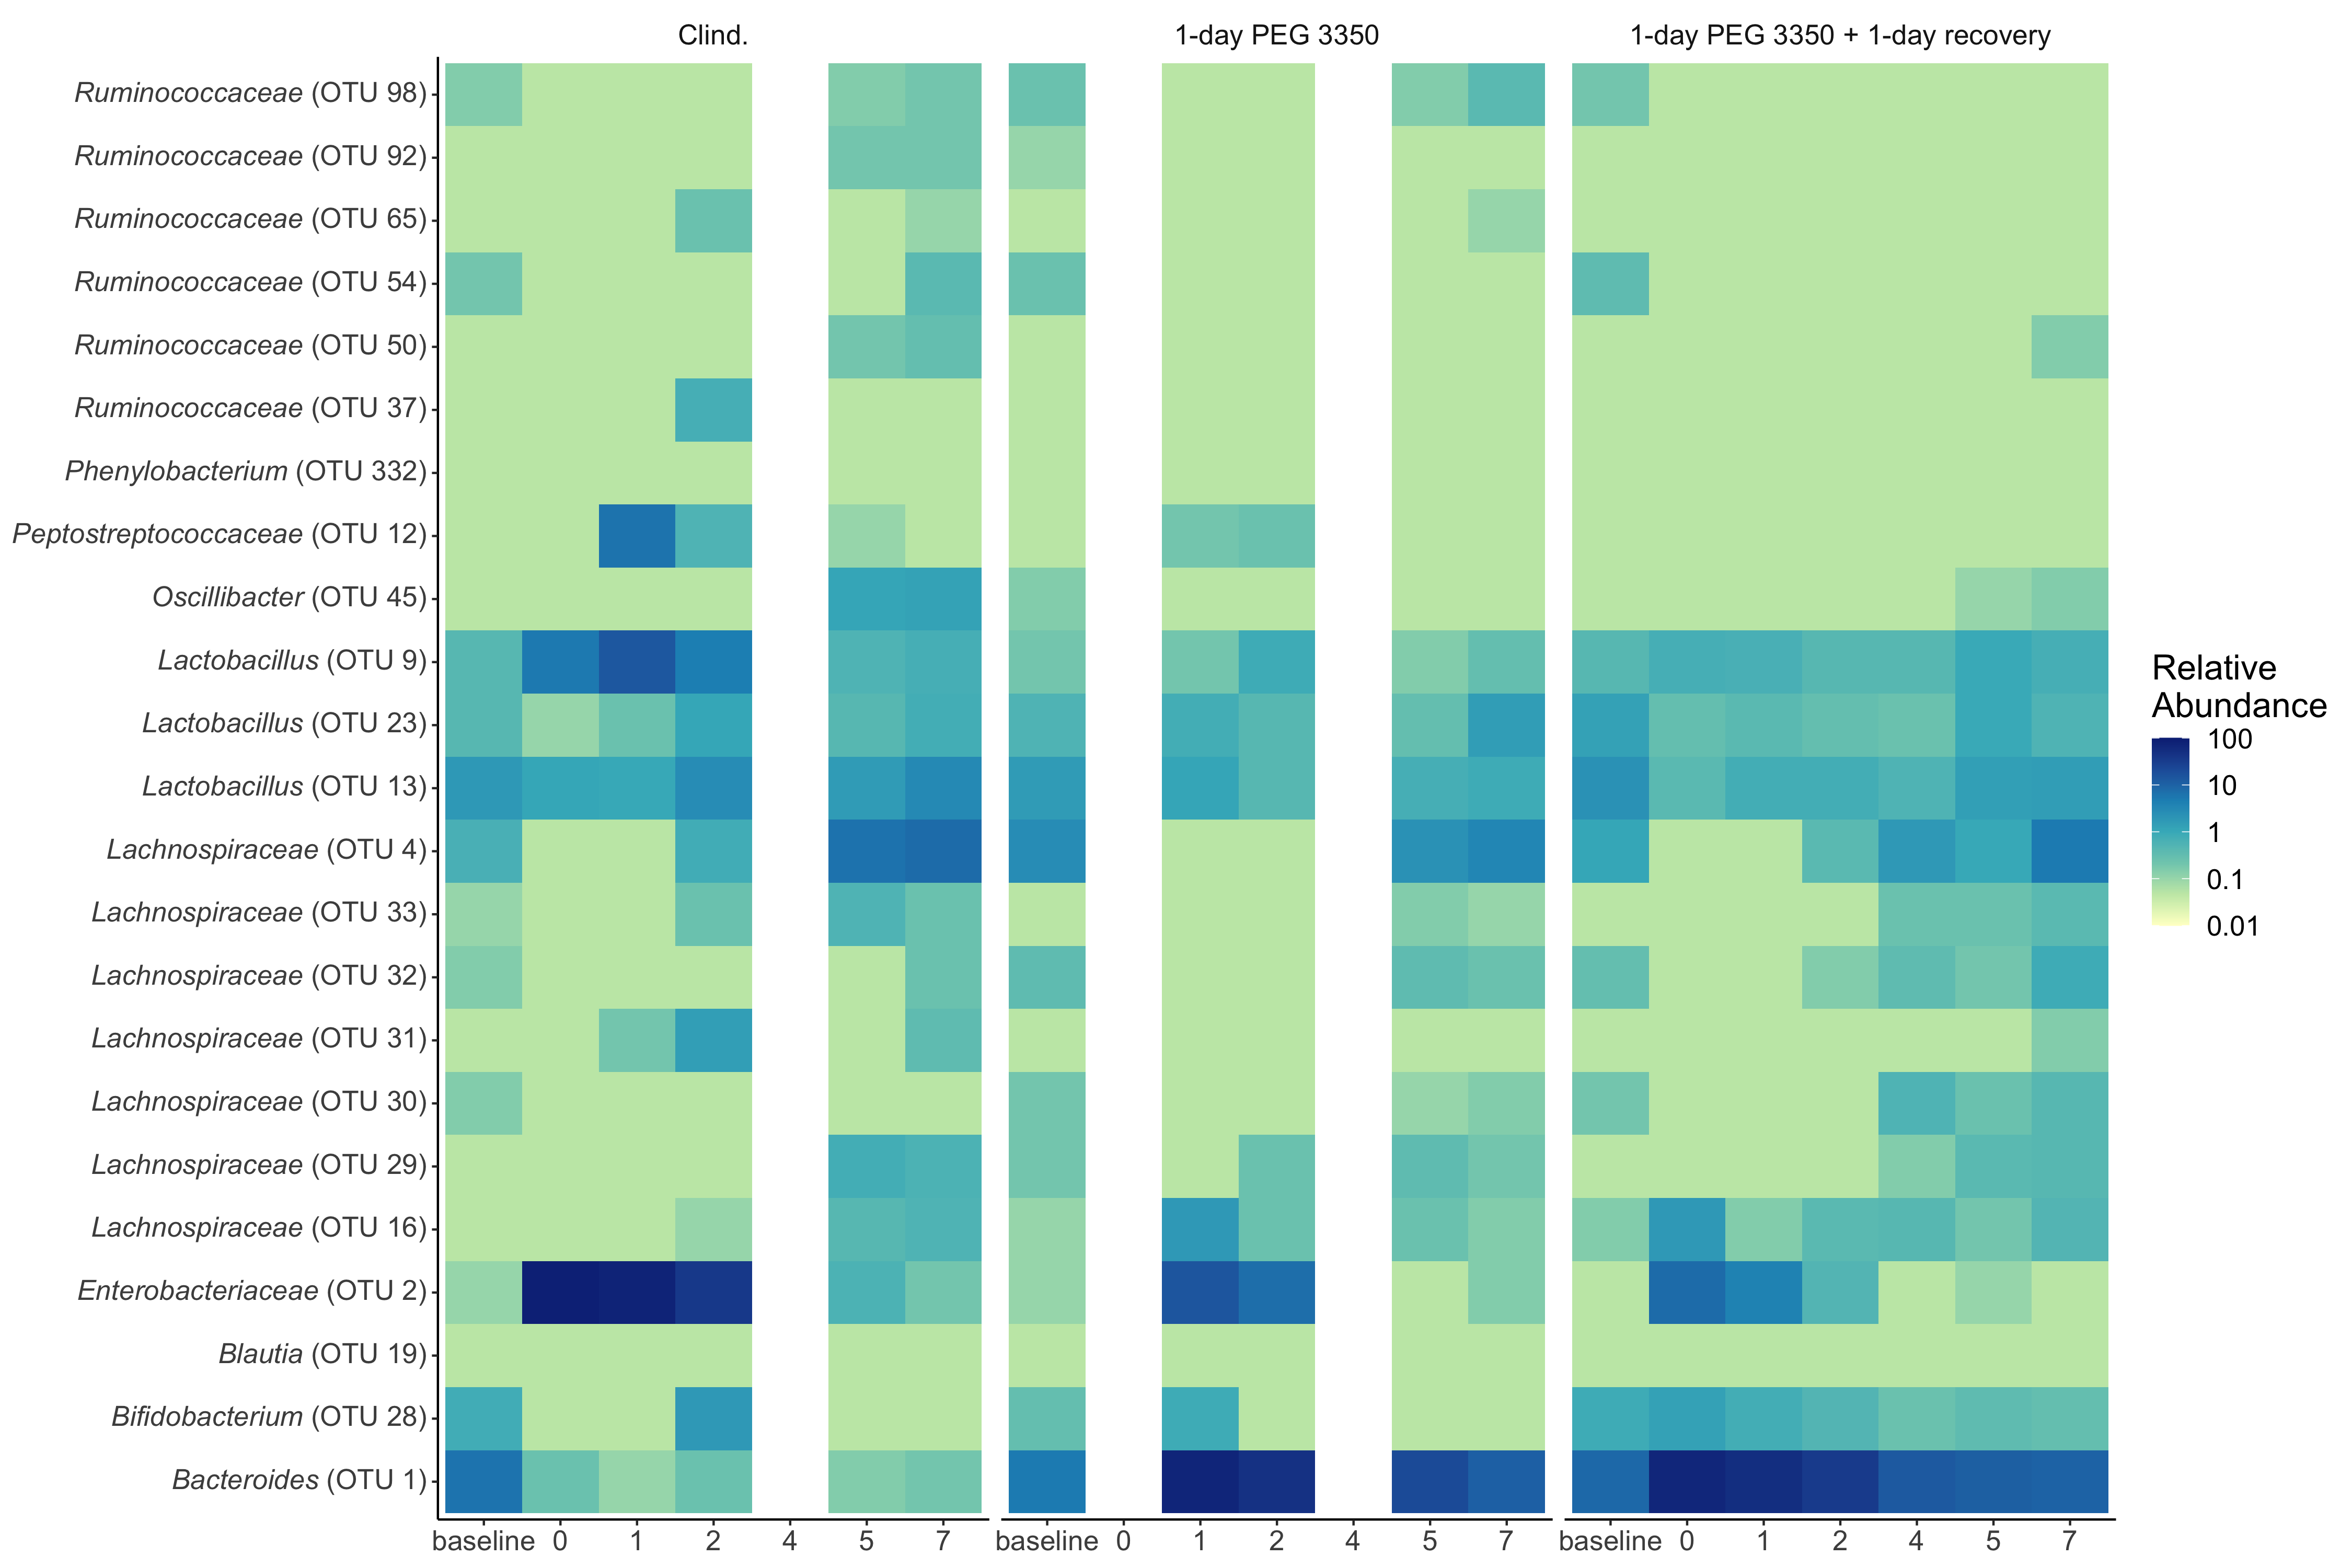 Clind. 1-day PEG 3350 1-day PEG 3350 + 1-day recovery
Ruminococcaceae (OTU 98)
Ruminococcaceae (OTU 92)
Ruminococcaceae (OTU 65)
Ruminococcaceae (OTU 54)
Ruminococcaceae (OTU 50)
Ruminococcaceae (OTU 37)
Phenylobacterium (OTU 332)
Peptostreptococcaceae (OTU 12)
Oscillibacter (OTU 45)
Lactobacillus (OTU 9)
Lactobacillus (OTU 23)
Lactobacillus (OTU 13)
Lachnospiraceae (OTU 4)
Lachnospiraceae (OTU 33)
Lachnospiraceae (OTU 32)
Lachnospiraceae (OTU 31)
Lachnospiraceae (OTU 30)
Lachnospiraceae (OTU 29)
Lachnospiraceae (OTU 16)
Enterobacteriaceae (OTU 2)
Blautia (OTU 19)
Bifidobacterium (OTU 28)
Bacteroides (OTU 1)
baseline 0 1 2 4 5 7 baseline 0 1 2 4 5 7 baseline 0 1 2 4 5 7
Relative
Abundance
100
10
1
0.1
0.01